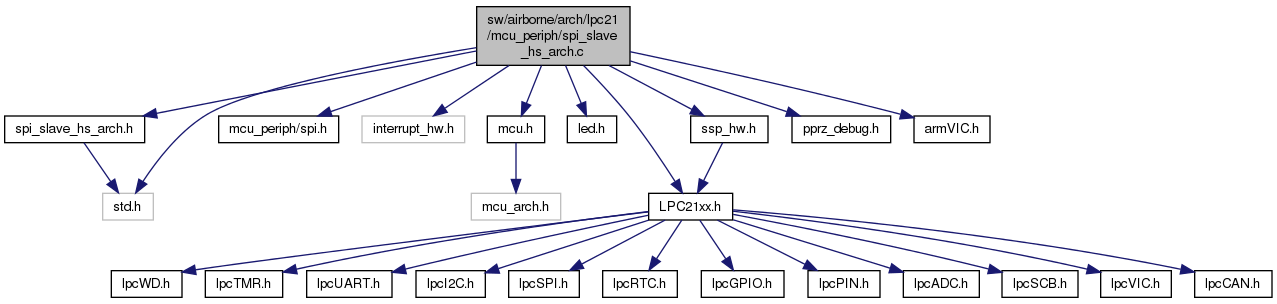 sw/airborne/arch/lpc21
/mcu_periph/spi_slave
_hs_arch.c
spi_slave_hs_arch.h
mcu_periph/spi.h
interrupt_hw.h
mcu.h
led.h
ssp_hw.h
pprz_debug.h
armVIC.h
std.h
mcu_arch.h
LPC21xx.h
lpcWD.h
lpcTMR.h
lpcUART.h
lpcI2C.h
lpcSPI.h
lpcRTC.h
lpcGPIO.h
lpcPIN.h
lpcADC.h
lpcSCB.h
lpcVIC.h
lpcCAN.h